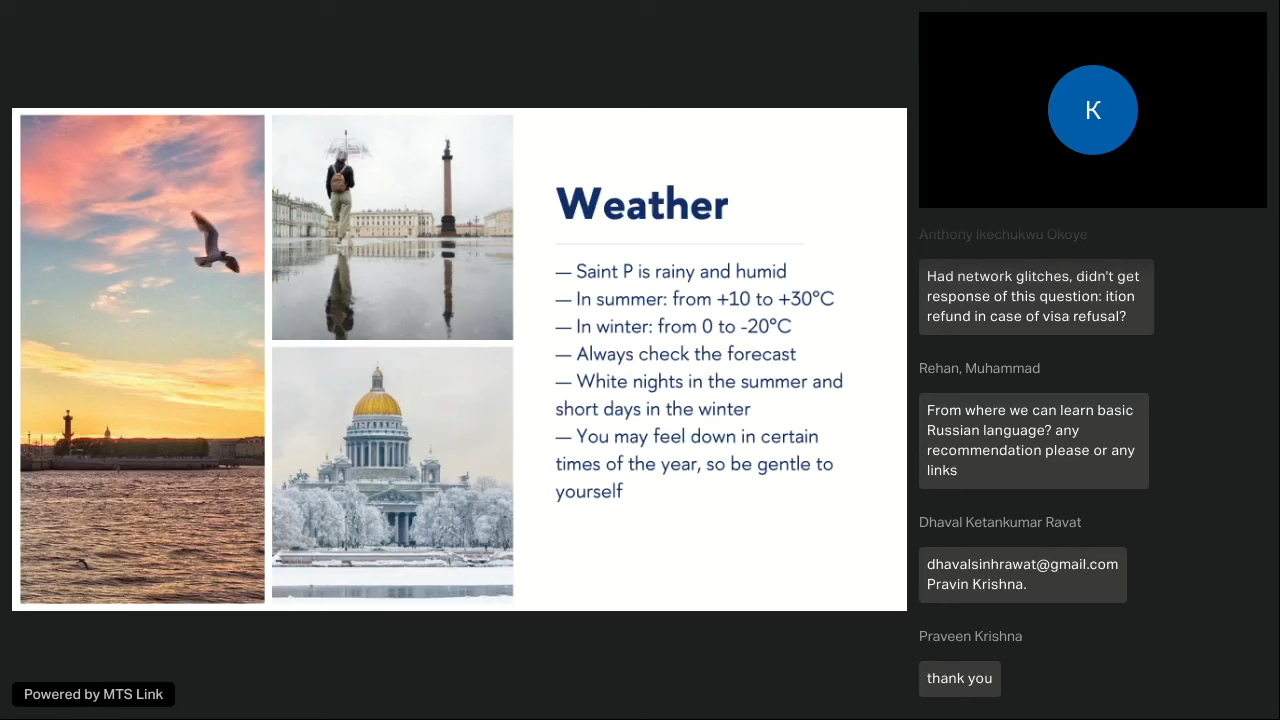 Weather
— Saint P is rainy and humid
— In summer: from +10 to +30°C
— In winter: from 0 to -20°C
— Always check the forecast
— White nights in the summer and
short days in the winter
— You may feel down in certain
times of the year, so be gentle to
yourself
Powered by MTS Link
K
Anthony Ikechukwu Okoye
Had network glitches, didn't get
response of this question: ition
refund in case of visa refusal?
Rehan, Muhammad
From where we can learn basic
Russian language? any
recommendation please or any
links
Dhaval Ketankumar Ravat
dhavalsinhrawat@gmail.com
Pravin Krishna.
Praveen Krishna
thank you